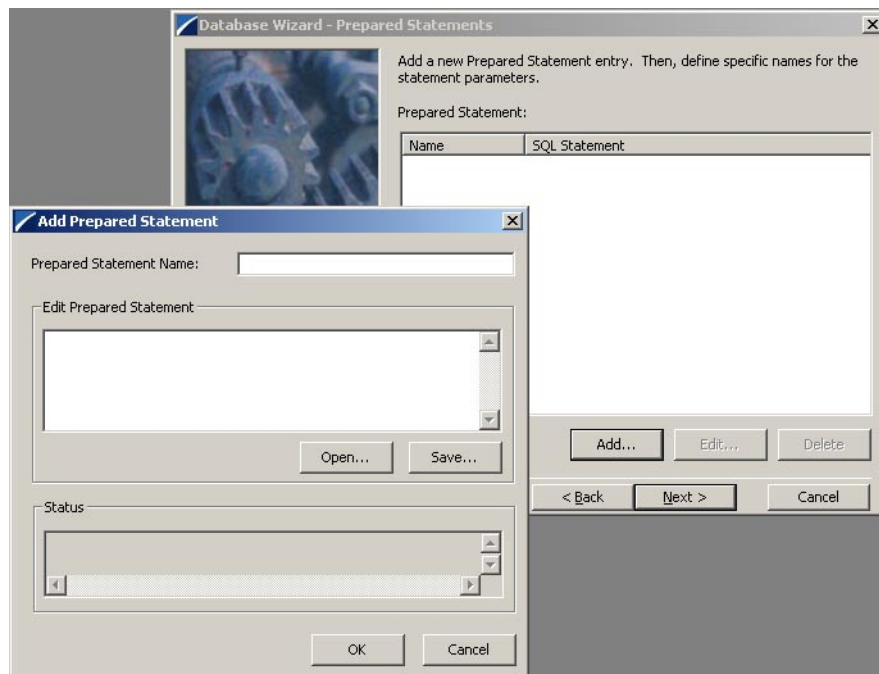 Database Wizard - Prepared Statements
Add a new Prepared Statement entry. Then, define specific names for the
statement parameters.
Prepared Statement:
Name SQL Statement
Add... Edit... Delete
< Back Next > Cancel
Add Prepared Statement
Prepared Statement Name:
Edit Prepared Statement
Open... Save...
Status
OK Cancel